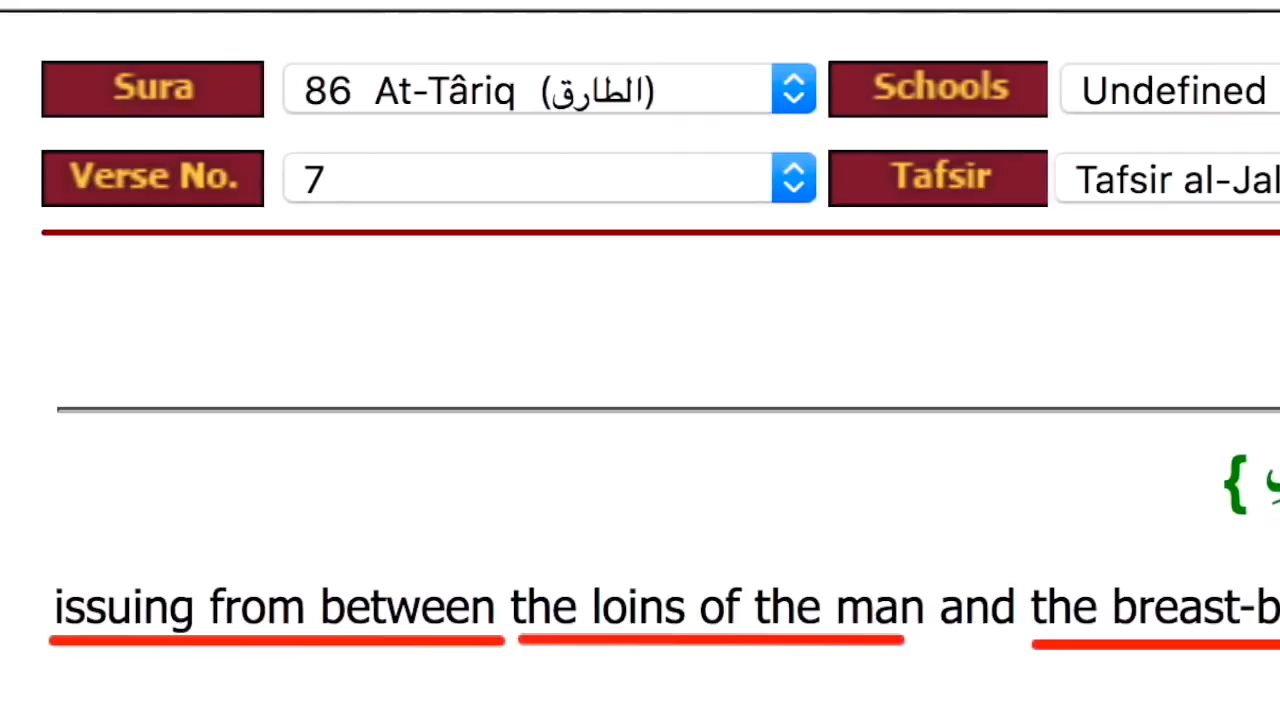 Sura 86 At-Târiq (الطارق) Schools Undefined
Verse No. 7 Tafsir Tafsir al-Jal
{
issuing from between the loins of the man and the breast-b